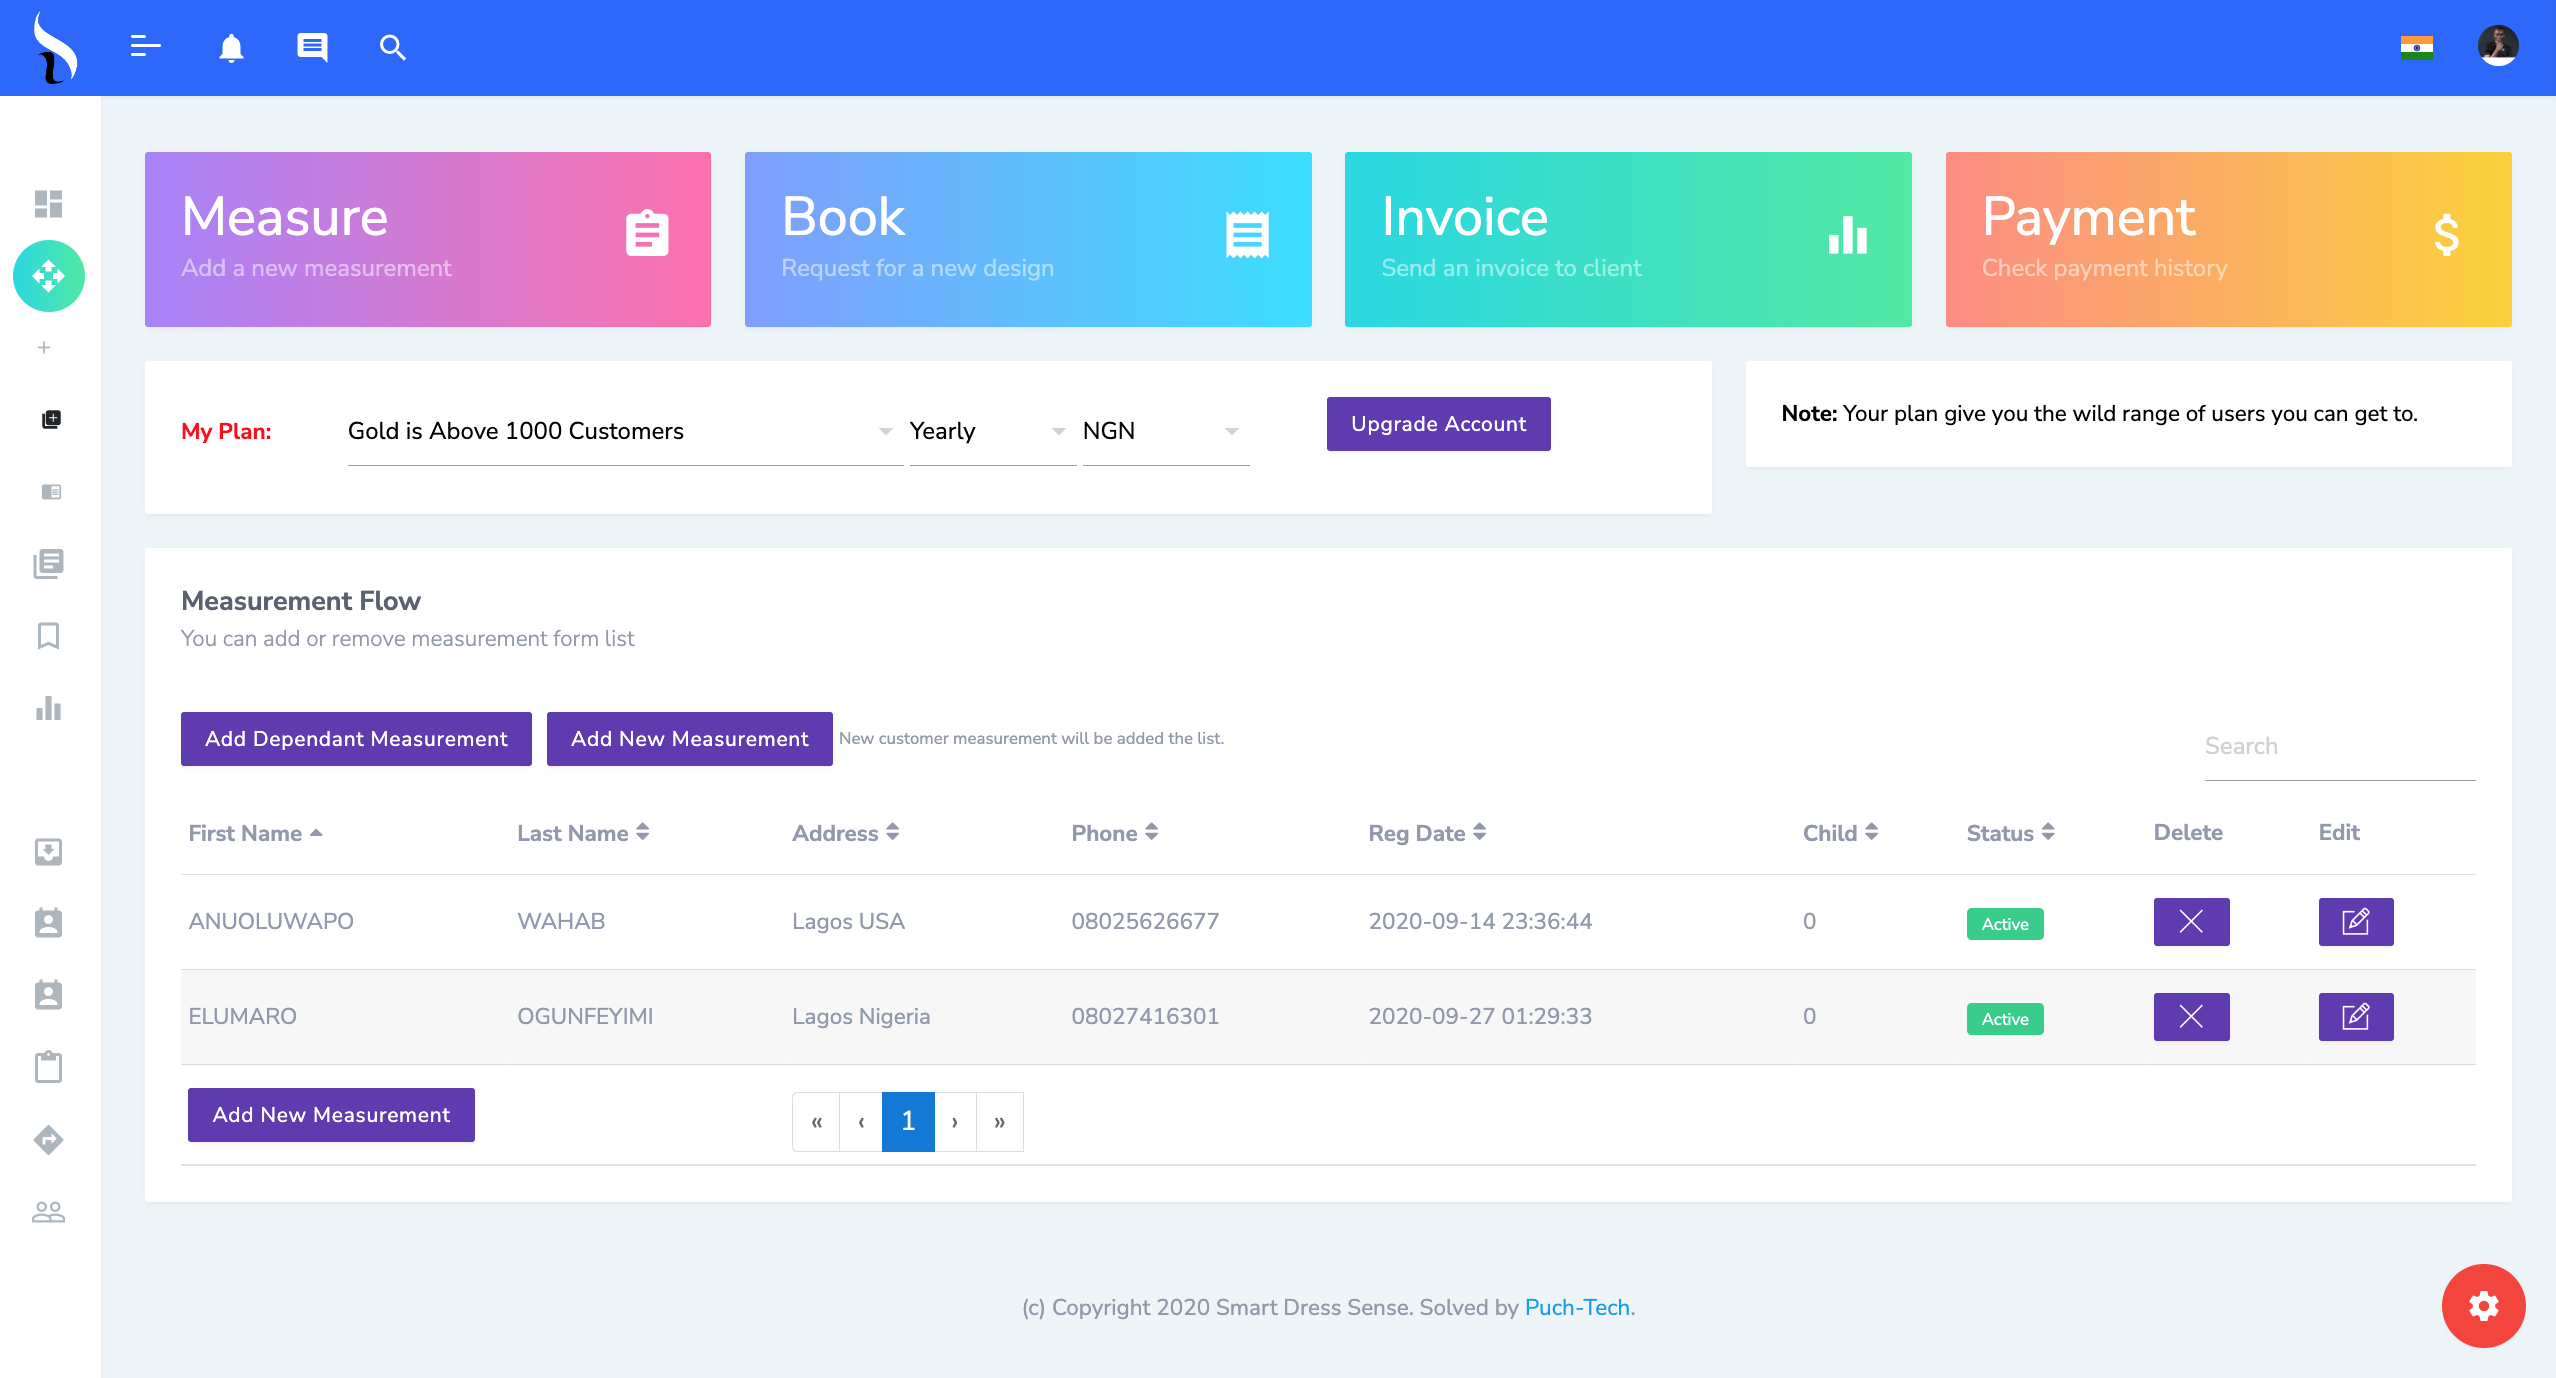 Measure
Add a new measurement
Book
Request for a new design
Invoice
Send an invoice to client
Payment
Check payment history
My Plan: Gold is Above 1000 Customers Yearly NGN Upgrade Account
Note: Your plan give you the wild range of users you can get to.
Measurement Flow
You can add or remove measurement form list
Add Dependant Measurement Add New Measurement New customer measurement will be added the list.
Search
First Name Last Name Address Phone Reg Date Child Status Delete Edit
ANUOLUWAPO WAHAB Lagos USA 08025626677 2020-09-14 23:36:44 0 Active
ELUMARO OGUNFEYIMI Lagos Nigeria 08027416301 2020-09-27 01:29:33 0 Active
Add New Measurement « ‹ 1 › »
(c) Copyright 2020 Smart Dress Sense. Solved by Puch-Tech.